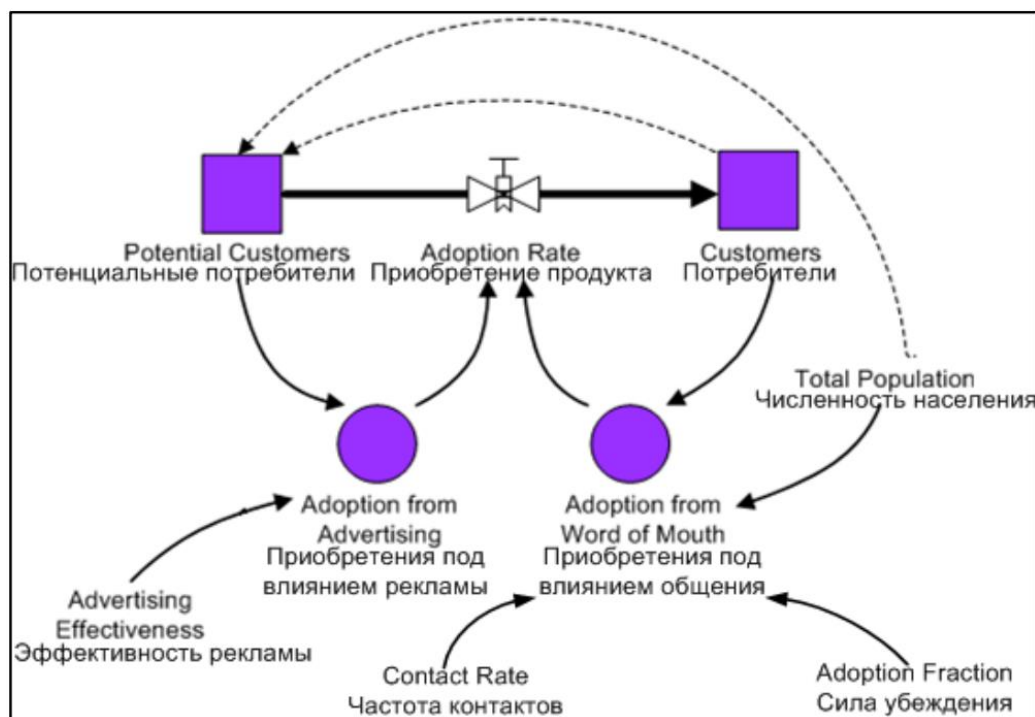 Potential Customers
Потенциальные потребители
Adoption Rate
Приобретение продукта
Customers
Потребители
Total Population
Численность населения
Adoption from
Advertising
Приобретения под
влиянием рекламы
Adoption from
Word of Mouth
Приобретения под
влиянием общения
Advertising
Effectiveness
Эффективность рекламы
Contact Rate
Частота контактов
Adoption Fraction
Сила убеждения